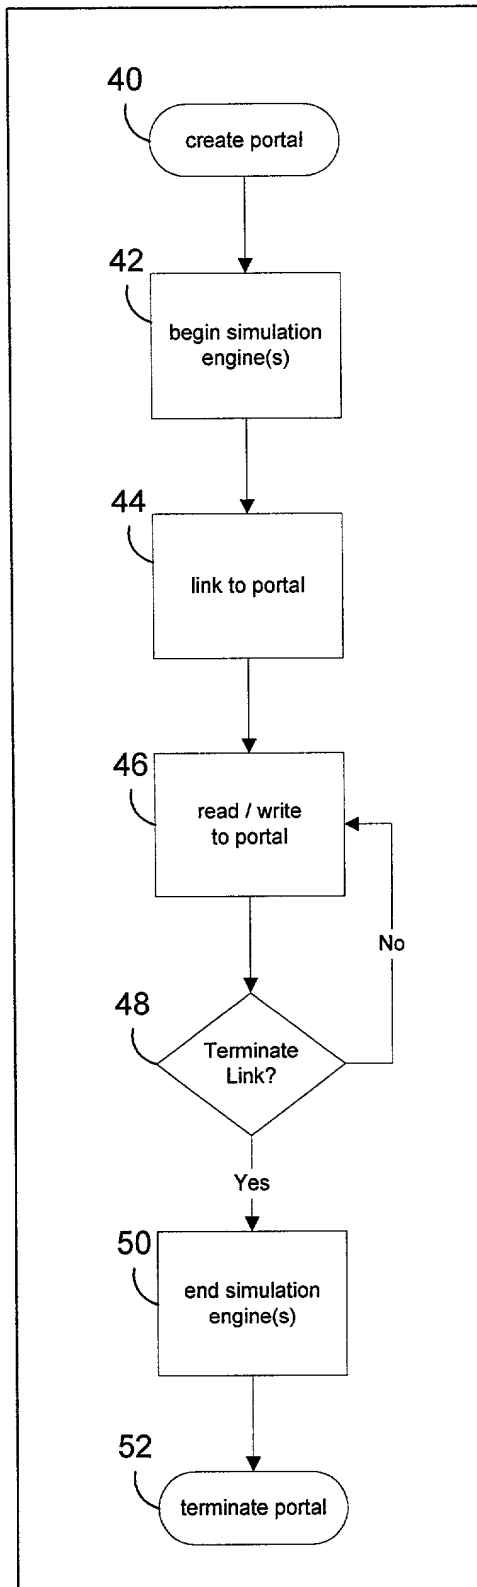 40
create portal
42
begin simulation
engine(s)
44
link to portal
46
read / write
to portal
No
48
Terminate
Link?
Yes
50
end simulation
engine(s)
52
terminate portal